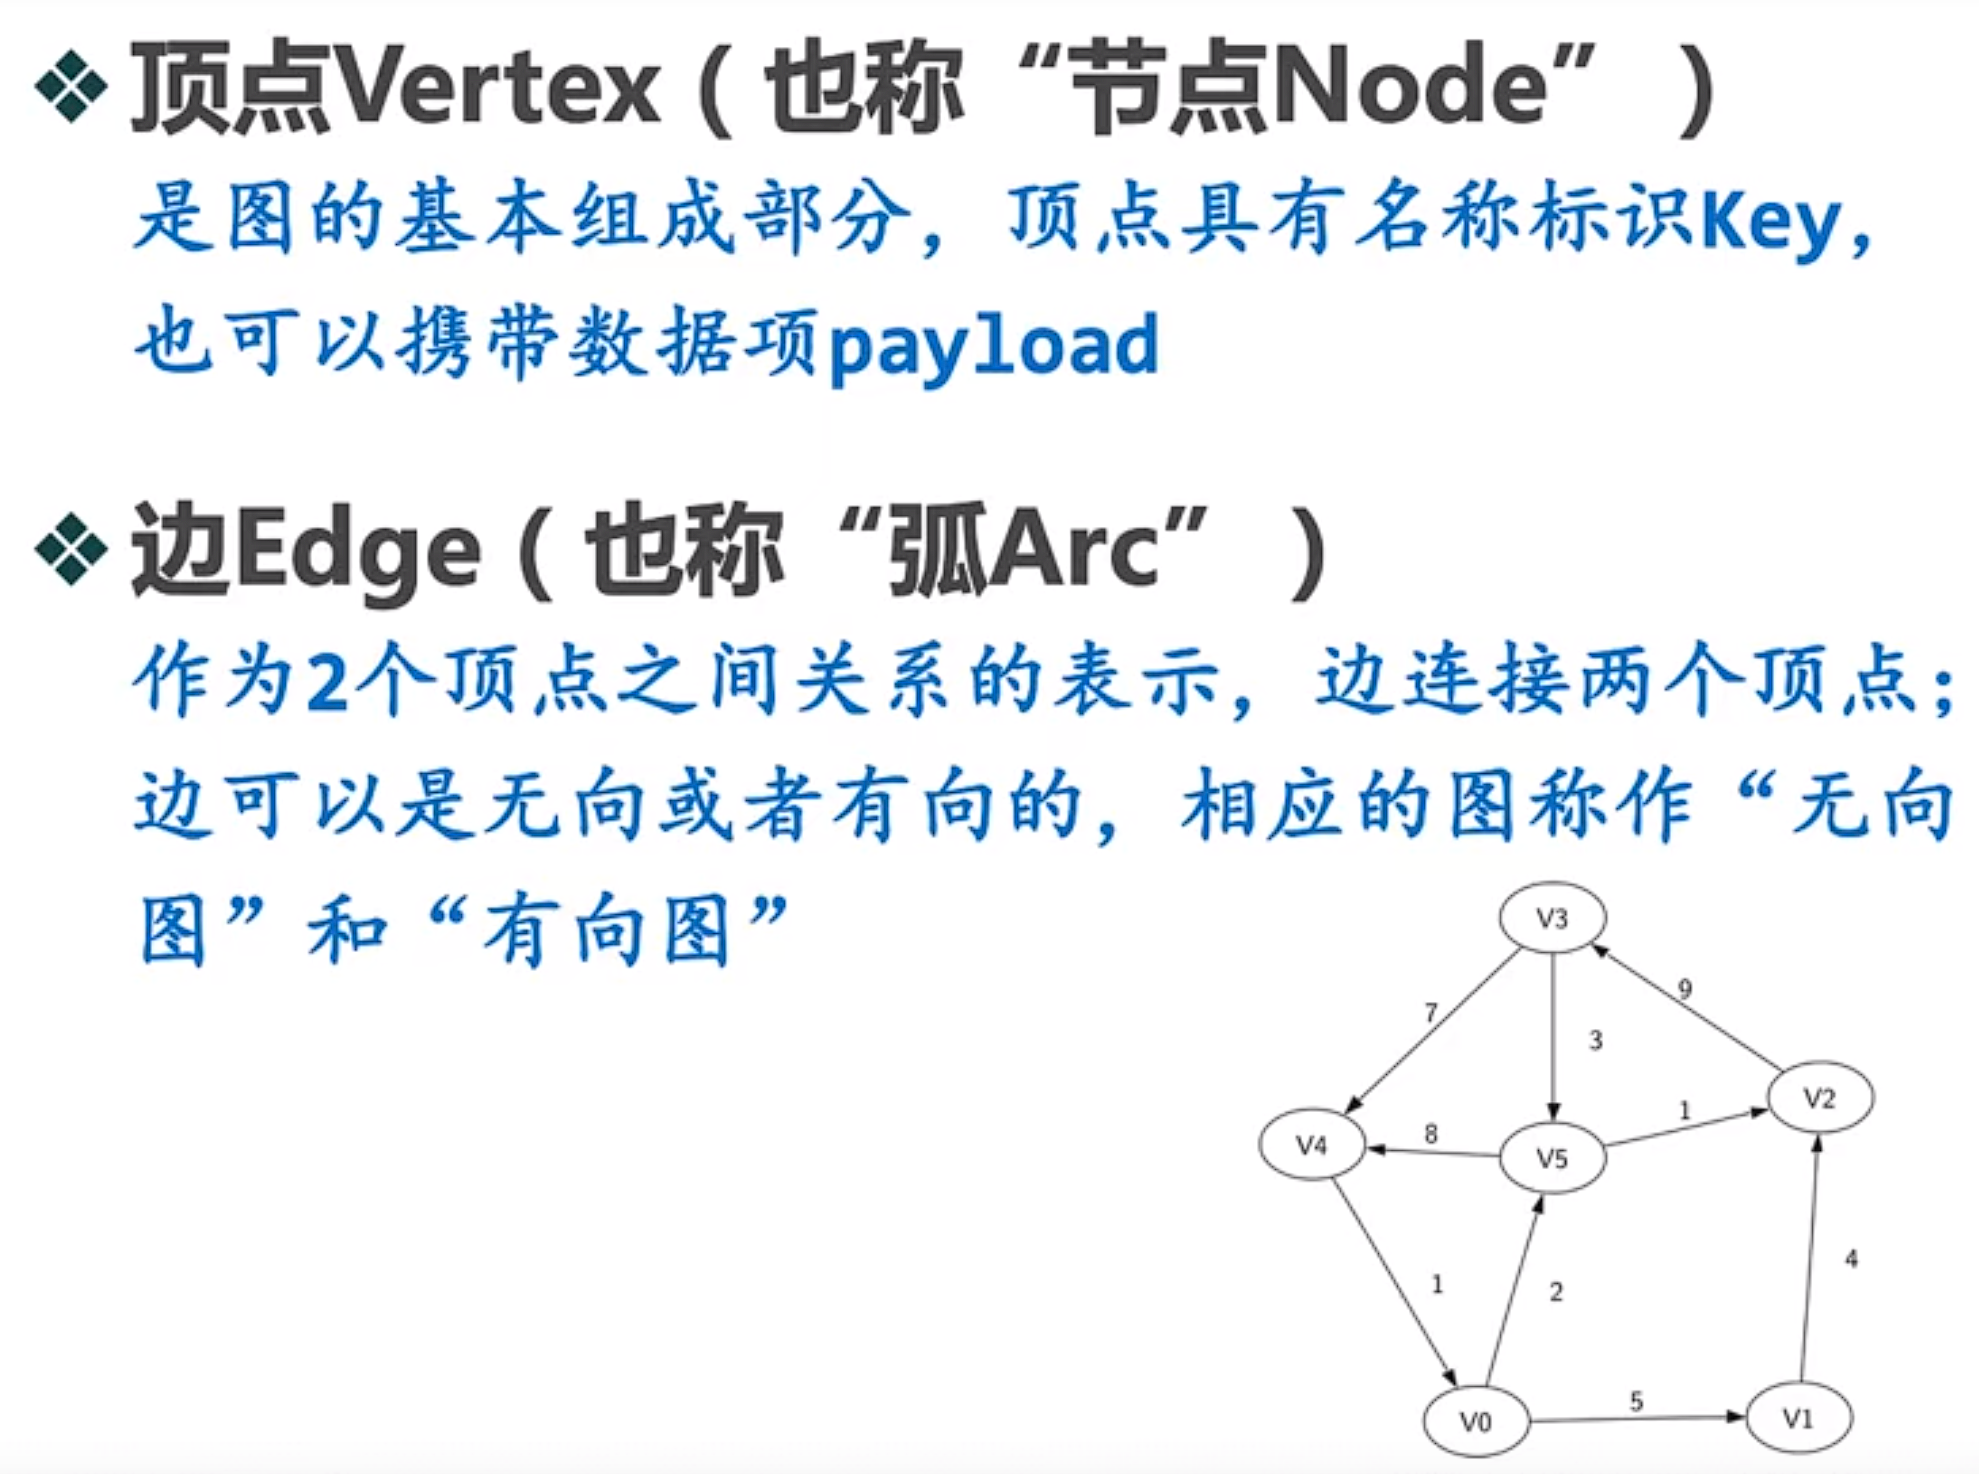 顶点Vertex（也称“节点Node”）
是图的基本组成部分，顶点具有名称标识Key，
也可以携带数据项payload
边Edge（也称“弧Arc”）
作为2个顶点之间关系的表示，边连接两个顶点；
边可以是无向或者有向的，相应的图称作“无向
图”和“有向图”
V3
9
7
3
V2
1
8
V4
V5
4
1
2
5
V0
V1